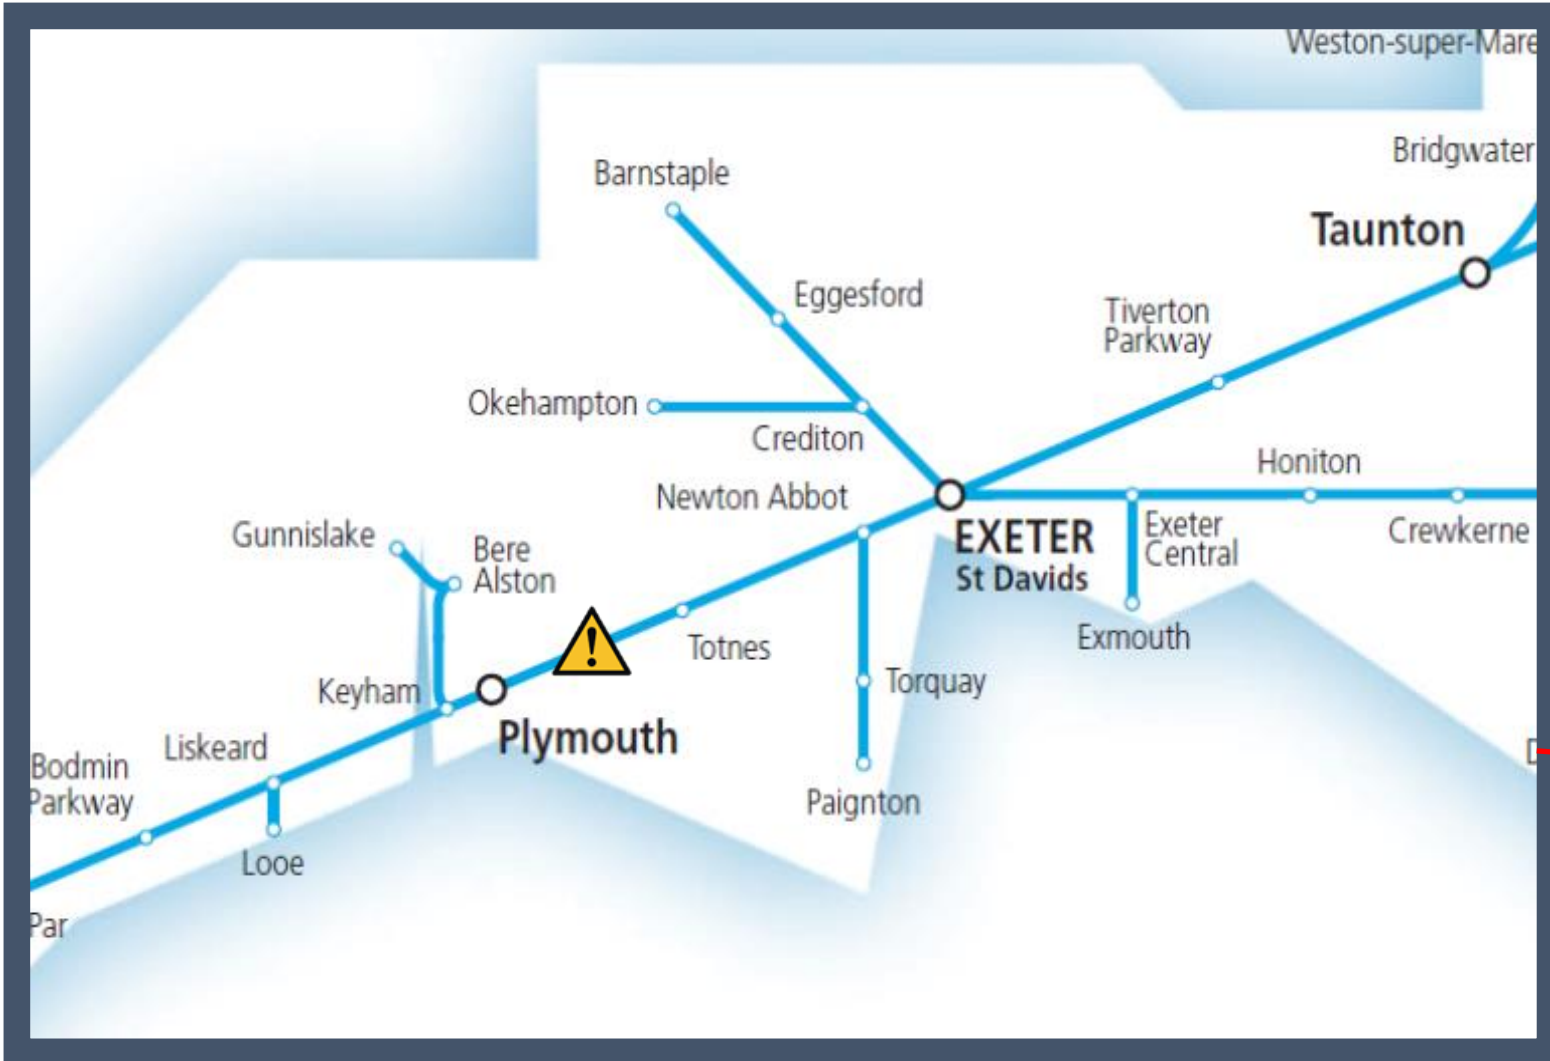 Weston-super-Mare
Bridgwater
Barnstaple
Taunton
Eggesford
Tiverton
Parkway
Okehampton
Crediton
Honiton
Newton Abbot
EXETER
St Davids
Exeter
Central
Crewkerne
Gunnislake
Bere
Alston
!
Totnes
Exmouth
Keyham
Torquay
Plymouth
Liskeard
Bodmin
Parkway
Paignton
Looe
Par